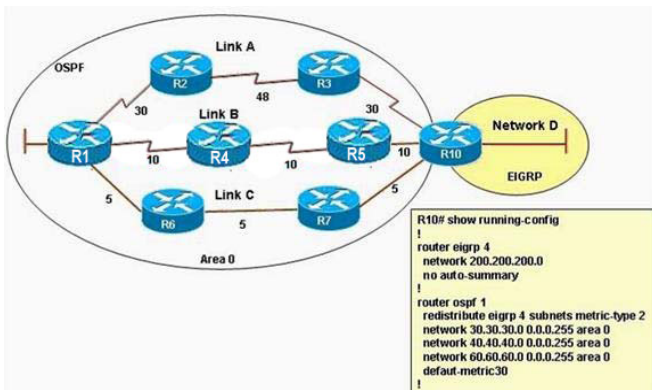 OSPF
Link A
R2
R3
30
48
30
Link B
Network D
R1
R4
R5
R10
10
10
10
EIGRP
Link C
5
5
R6
5
R7
Area 0
R10# show running-config
!
router eigrp 4
network 200.200.200.0
no auto-summary
!
router ospf 1
redistribute eigrp 4 subnets metric-type 2
network 30.30.30.0 0.0.0.255 area 0
network 40.40.40.0 0.0.0.255 area 0
network 60.60.60.0 0.0.0.255 area 0
defaut-metric30
!